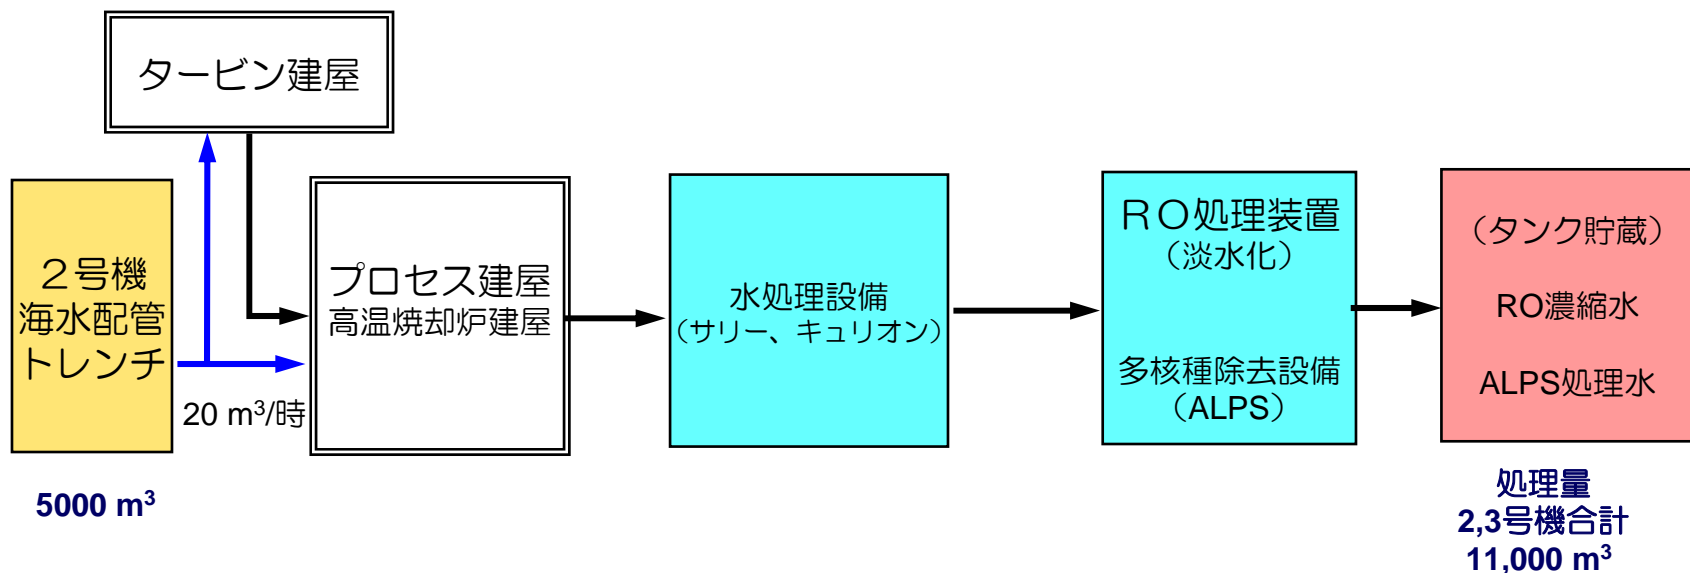 タービン建屋
２号機
海水配管
トレンチ
20 m³/時
5000 m³
プロセス建屋
高温焼却炉建屋
水処理設備
（サリー、キュリオン）
ＲＯ処理装置
（淡水化）
多核種除去設備
（ALPS）
（タンク貯蔵）
RO濃縮水
ALPS処理水
処理量
2,3号機合計
11,000 m³